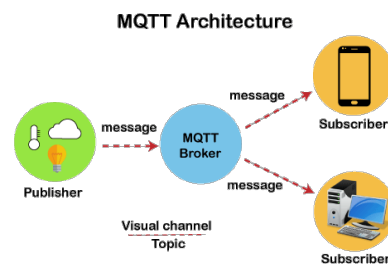 MQTT Architecture
message
Subscriber
message
MQTT
Broker
Publisher
message
Visual channel
Topic
Subscriber